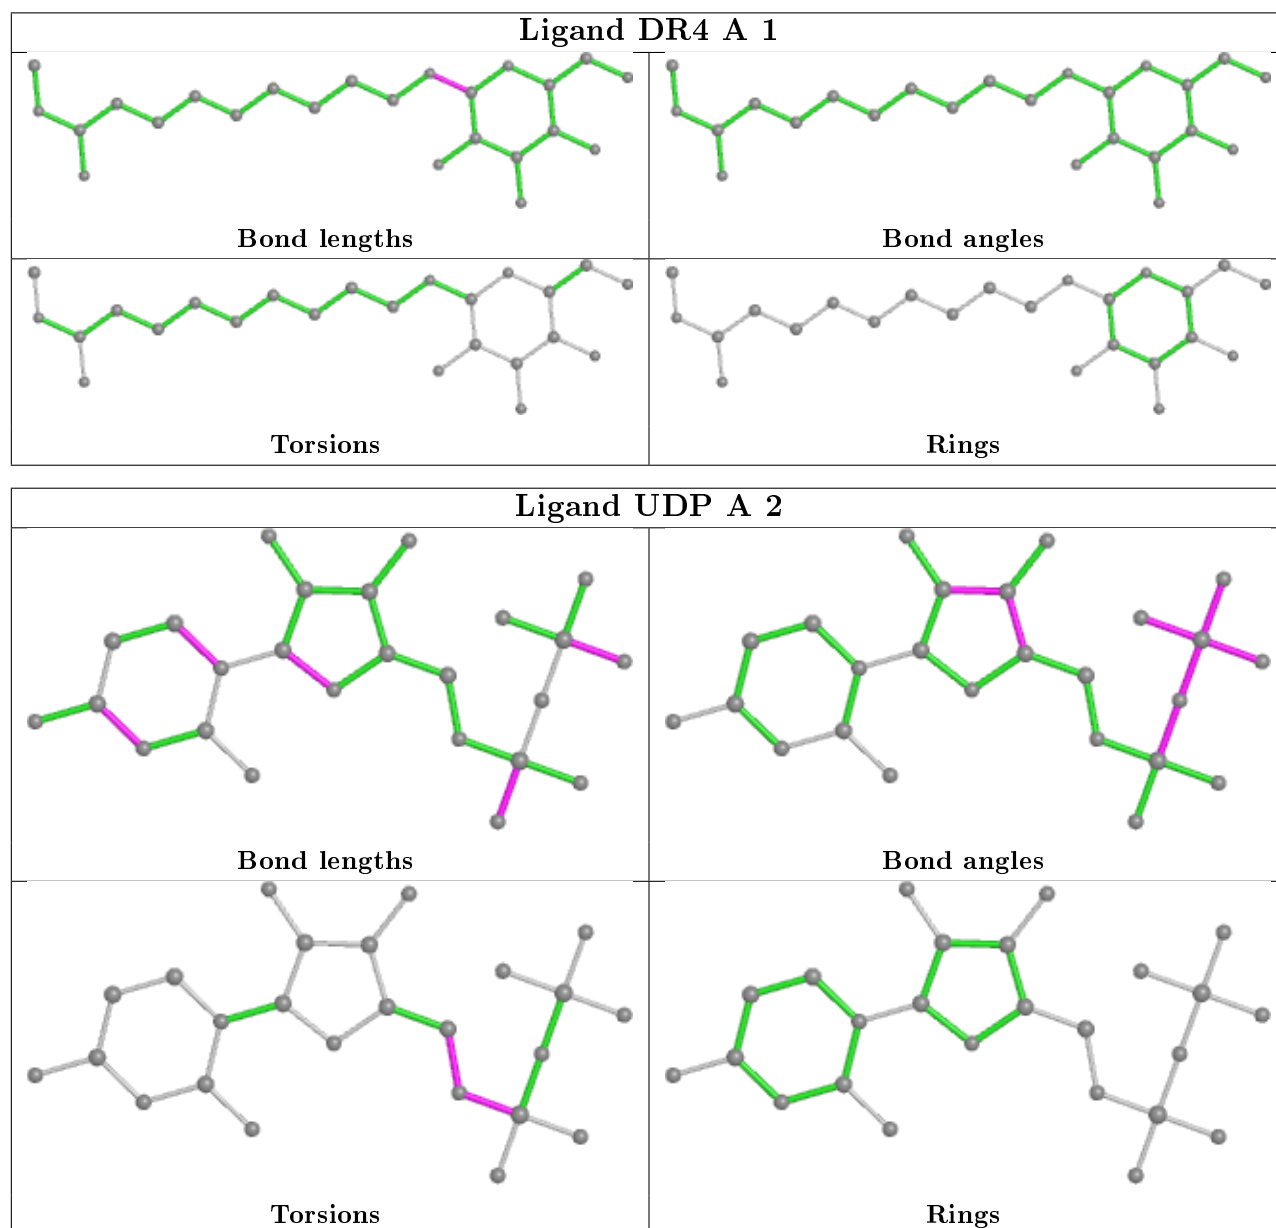 Ligand DR4 A 1
Bond lengths
Bond angles
Torsions
Rings
Ligand UDP A 2
Bond lengths
Bond angles
Torsions
Rings